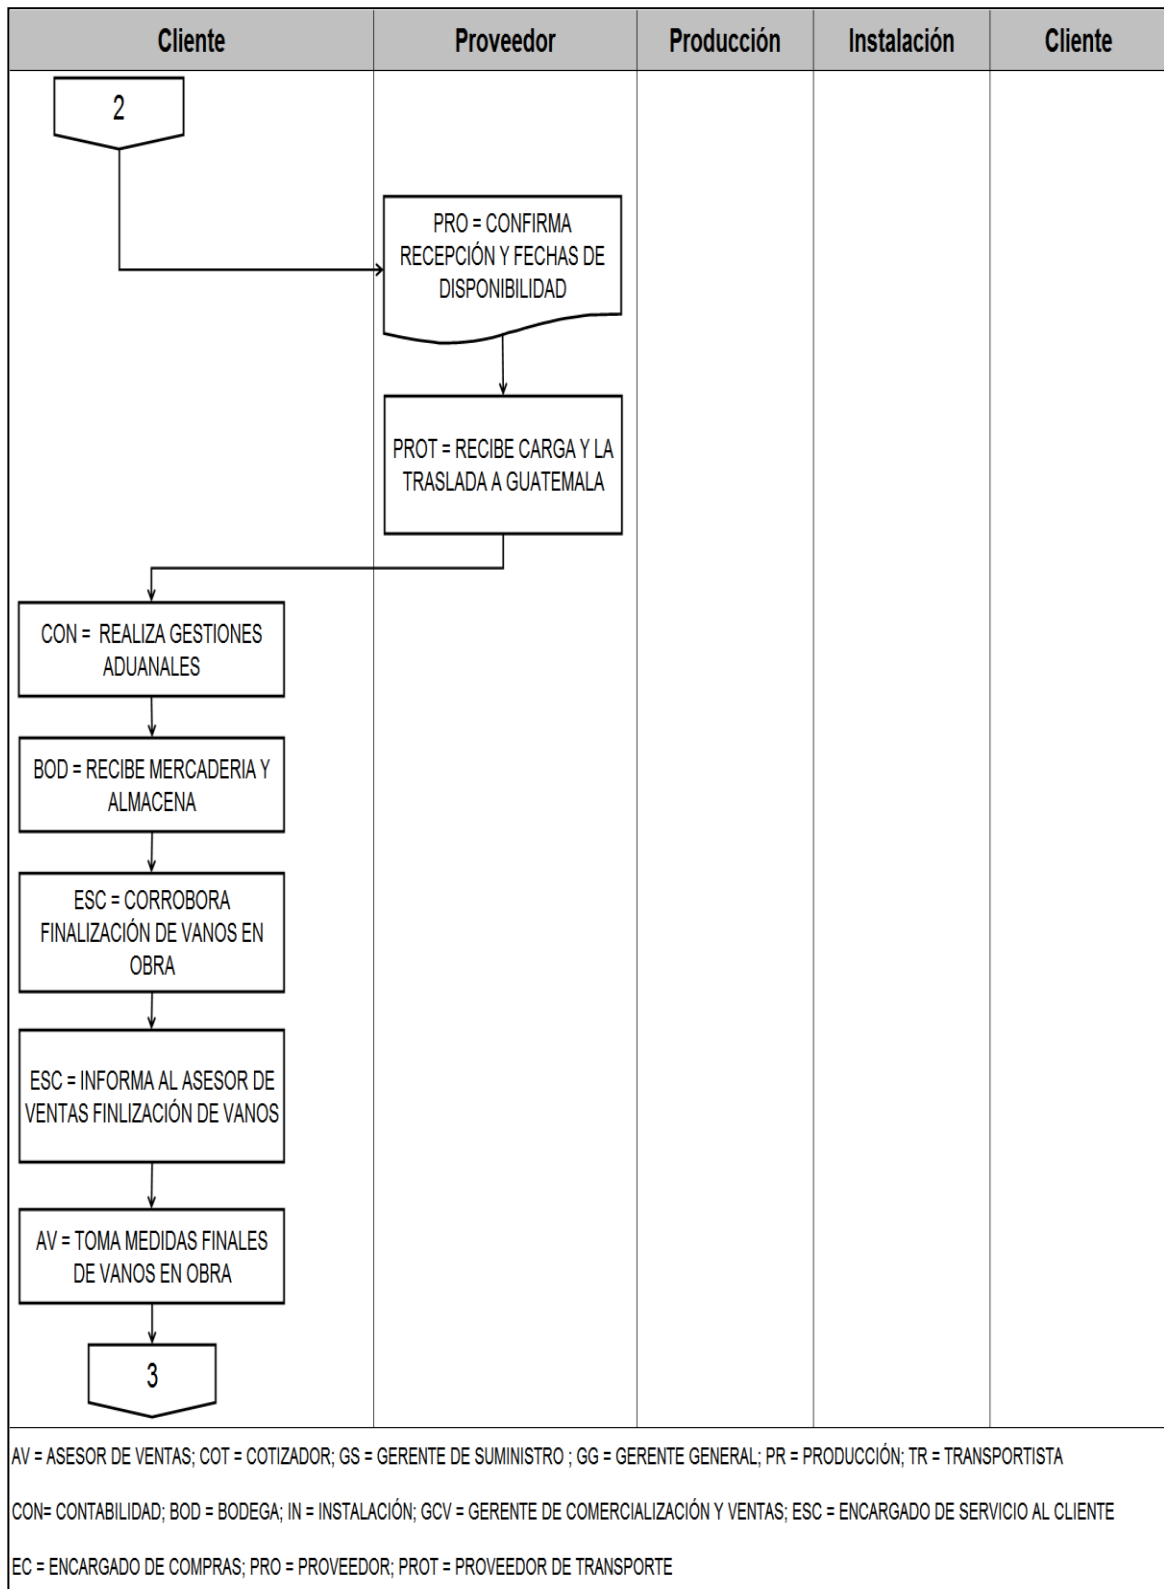 Cliente
Proveedor
Producción
Instalación
Cliente
2
PRO = CONFIRMA
RECEPCIÓN Y FECHAS DE
DISPONIBILIDAD
PROT = RECIBE CARGA Y LA
TRASLADA A GUATEMALA
CON = REALIZA GESTIONES
ADUANALES
BOD = RECIBE MERCADERIA Y
ALMACENA
ESC = CORROBORA
FINALIZACIÓN DE VANOS EN
OBRA
ESC = INFORMA AL ASESOR DE
VENTAS FINLIZACIÓN DE VANOS
AV = TOMA MEDIDAS FINALES
DE VANOS EN OBRA
3
AV = ASESOR DE VENTAS; COT = COTIZADOR; GS = GERENTE DE SUMINISTRO ; GG = GERENTE GENERAL; PR = PRODUCCIÓN; TR = TRANSPORTISTA
CON= CONTABILIDAD; BOD = BODEGA; IN = INSTALACIÓN; GCV = GERENTE DE COMERCIALIZACIÓN Y VENTAS; ESC = ENCARGADO DE SERVICIO AL CLIENTE
EC = ENCARGADO DE COMPRAS; PRO = PROVEEDOR; PROT = PROVEEDOR DE TRANSPORTE